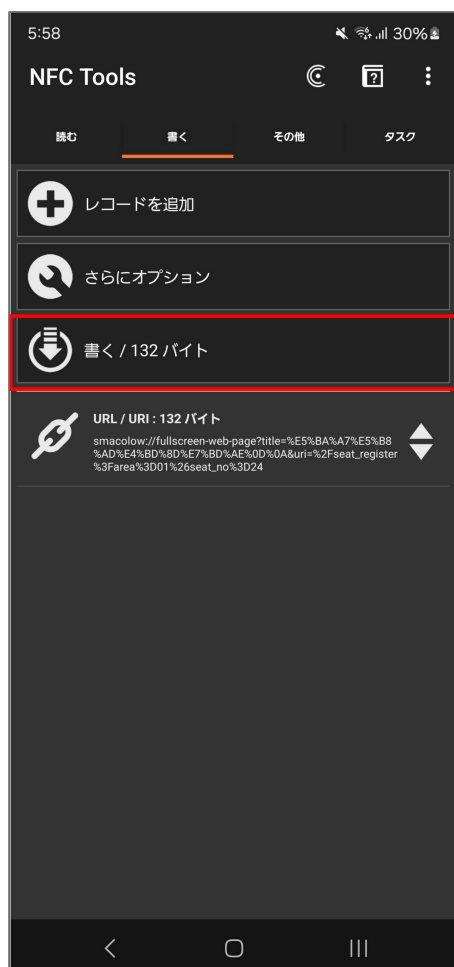 5:58
30%
NFC Tools
読む 書く その他 タスク
レコードを追加
さらにオプション
書く / 132 バイト
URL / URI : 132 バイト
smacolow://fullscreen-web-page?title=%E5%BA%A7%E5%B8
%AD%E4%BD%8D%E7%BD%AE%0D%0A&uri=%2Fseat_register
%3Farea%3D01%26seat_no%3D24